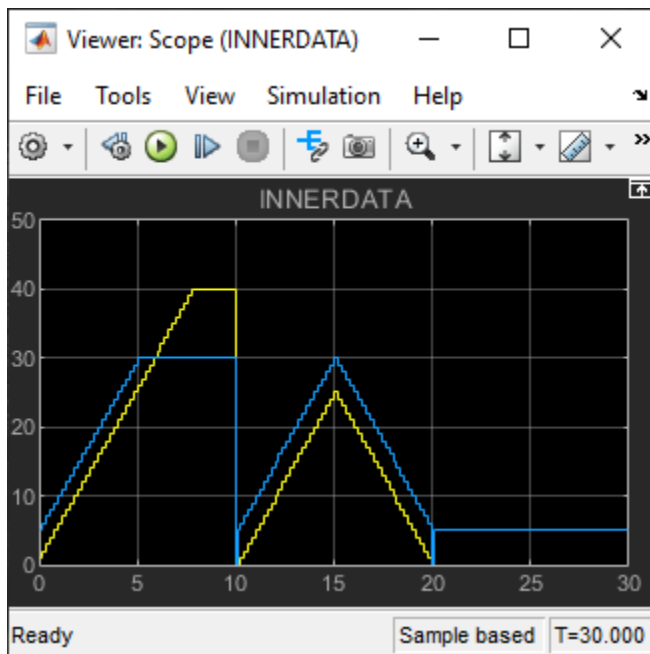 Viewer: Scope (INNERDATA)
File Tools View Simulation Help
INNERDATA
50
40
30
20
10
0
0 5 10 15 20 25 30
Ready Sample based T=30.000